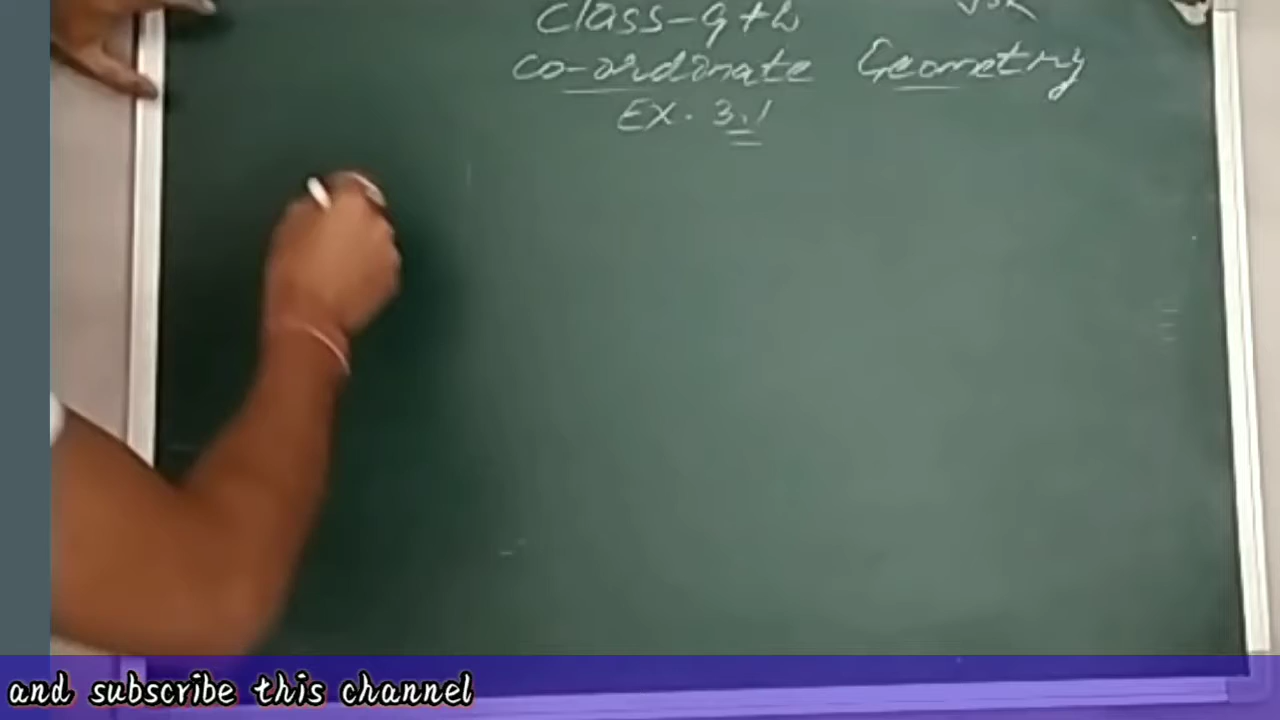 class-9th
co-ordinate Geometry
EX. 3.1
and subscribe this channel